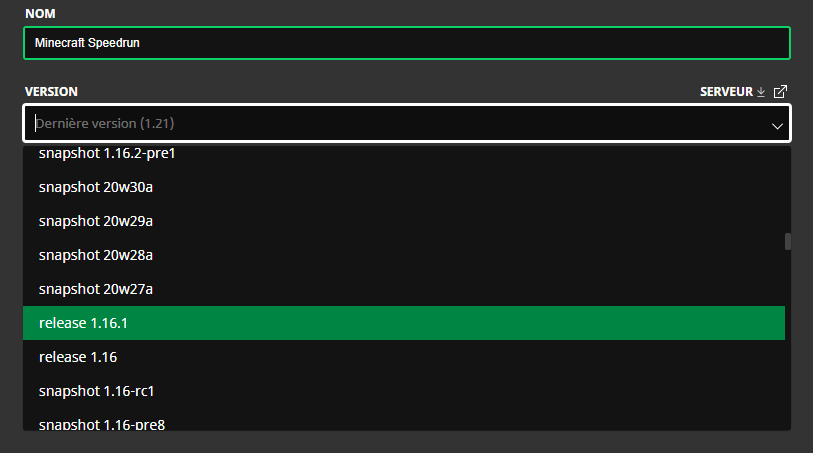 NOM
Minecraft Speedrun
VERSION SERVEUR
Dernière version (1.21)
snapshot 1.16.2-pre1
snapshot 20w30a
snapshot 20w29a
snapshot 20w28a
snapshot 20w27a
release 1.16.1
release 1.16
snapshot 1.16-rc1
snapshot 1.16-pre8